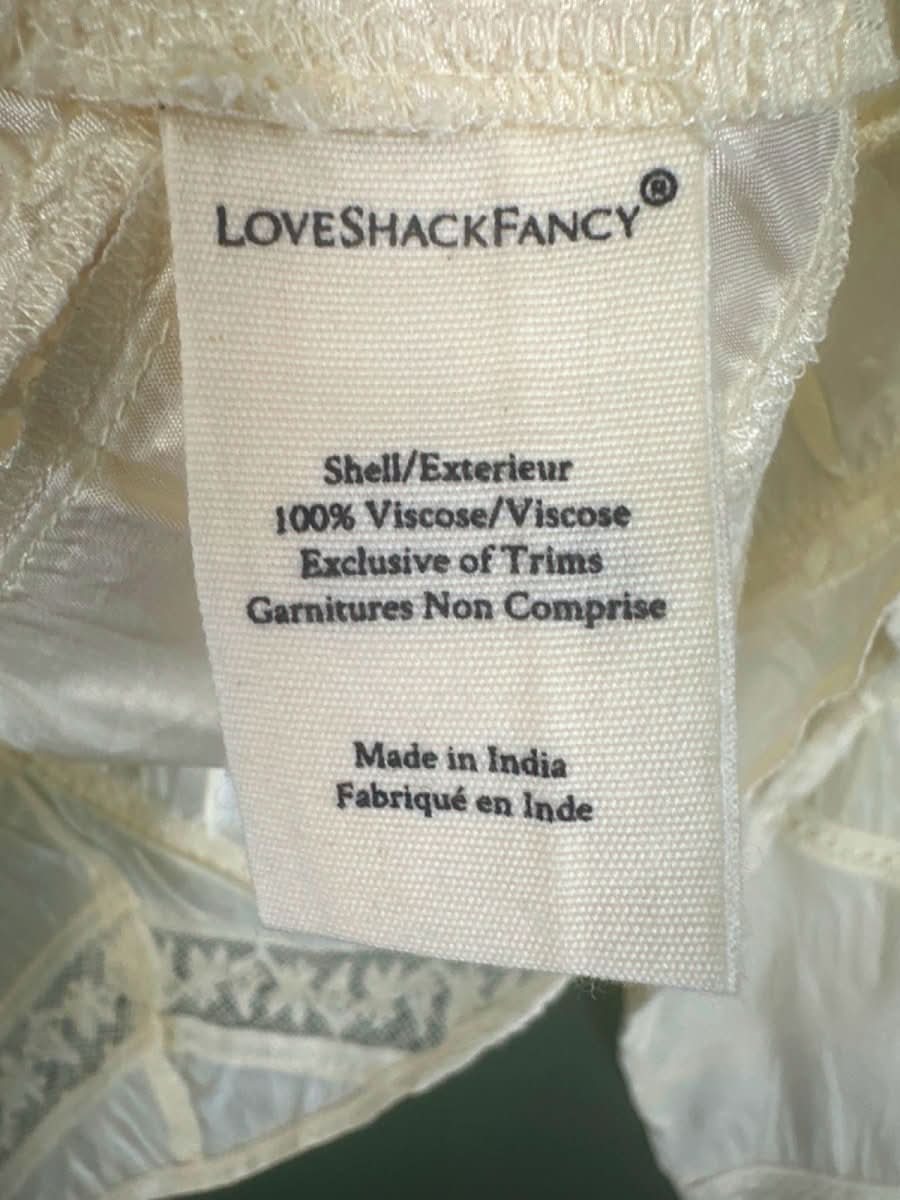 LOVESHACKFANCY®
Shell/Exterieur
100% Viscose/Viscose
Exclusive of Trims
Garnitures Non Comprise
Made in India
Fabriqué en Inde